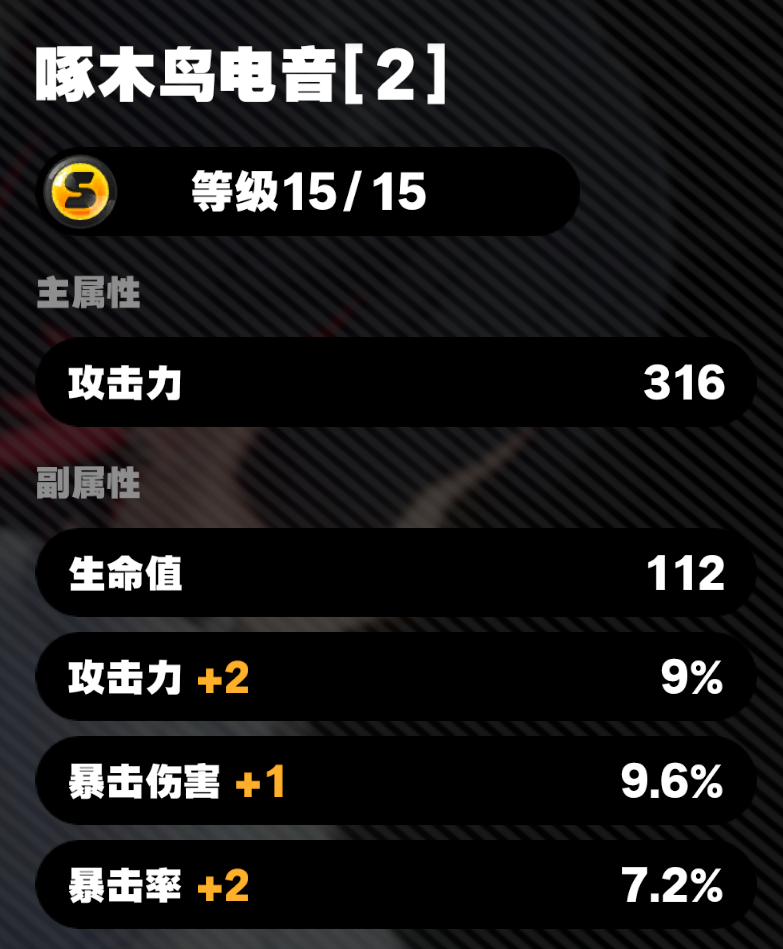 啄木鸟电音[2]
S 等级15/15
主属性
攻击力 316
副属性
生命值 112
攻击力 +2 9%
暴击伤害 +1 9.6%
暴击率 +2 7.2%